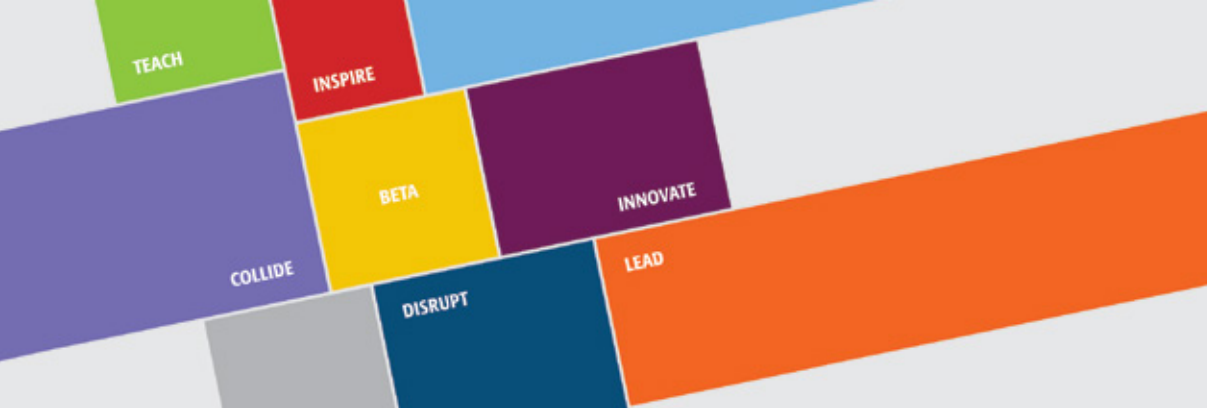 TEACH
INSPIRE
BETA
INNOVATE
COLLIDE
LEAD
DISRUPT